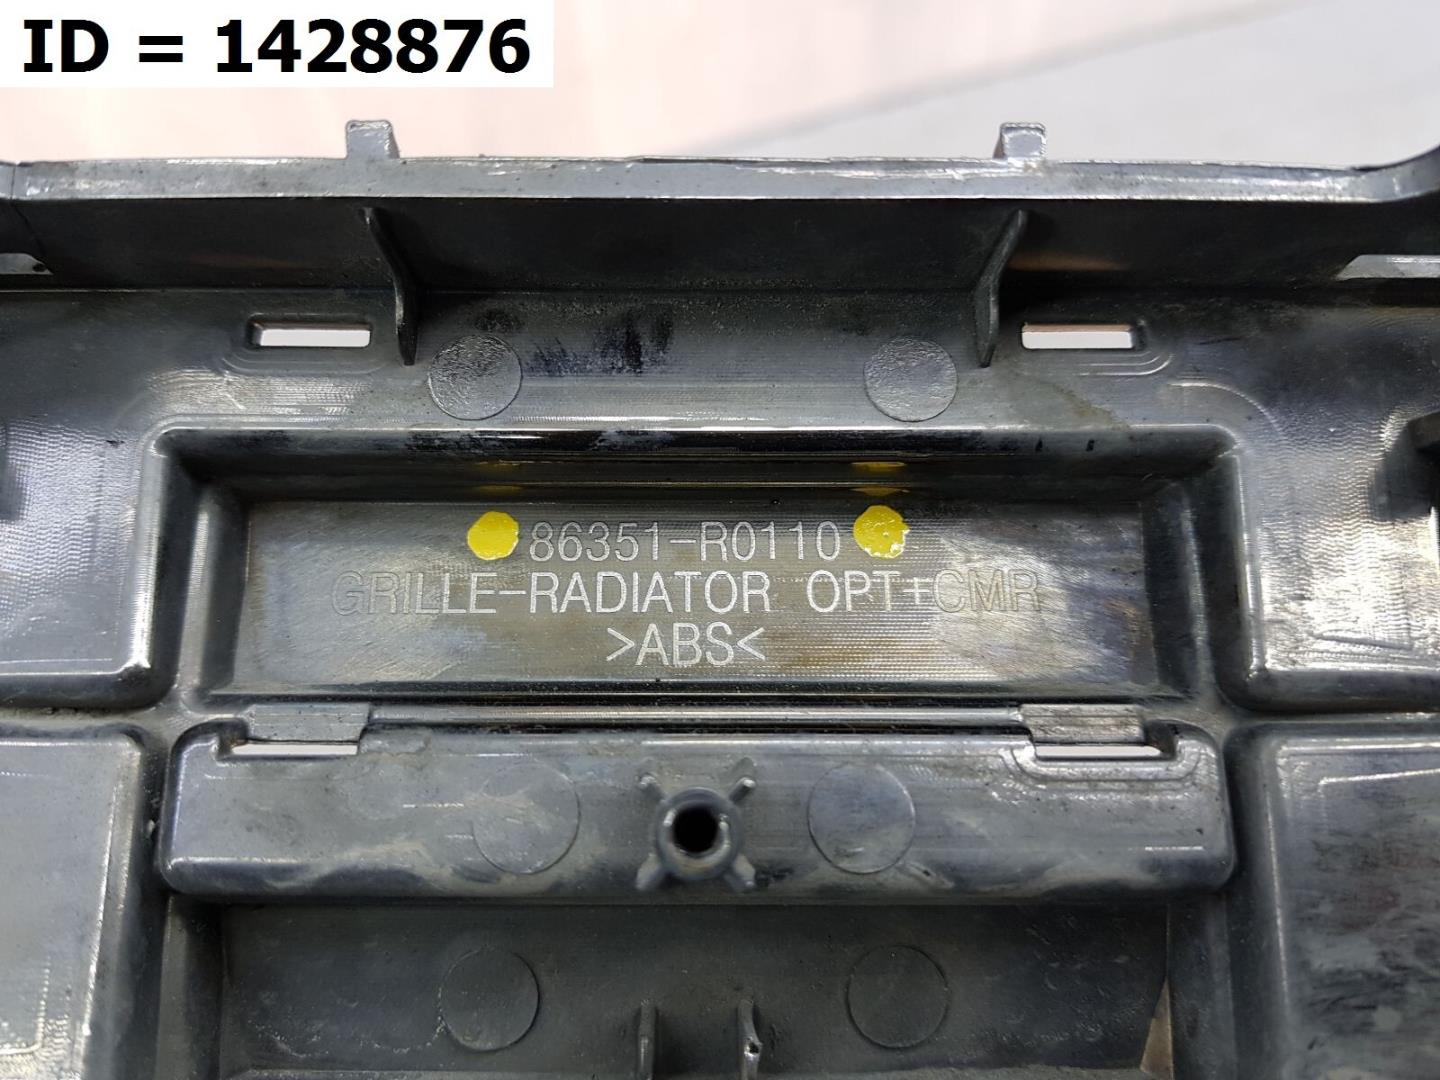 ID = 1428876
86351-R0110
GRILLE-RADIATOR OPT+CMR
>ABS<